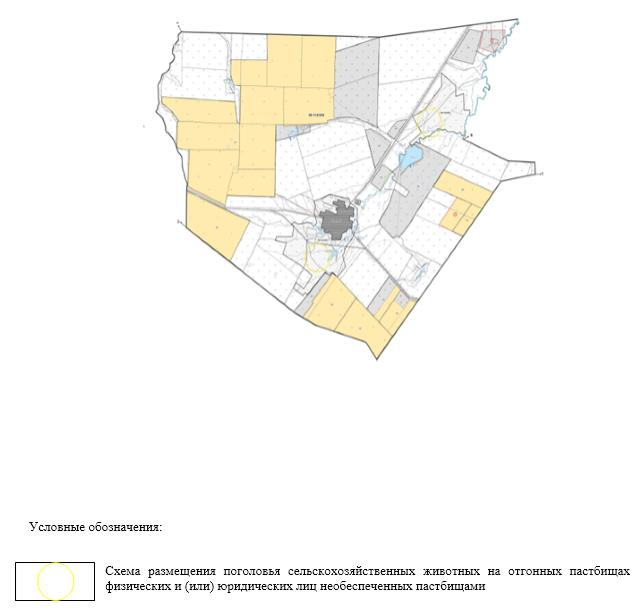 Условные обозначения:
Схема размещения поголовья сельскохозяйственных животных на отгонных пастбищах
физических и (или) юридических лиц необеспеченных пастбищами